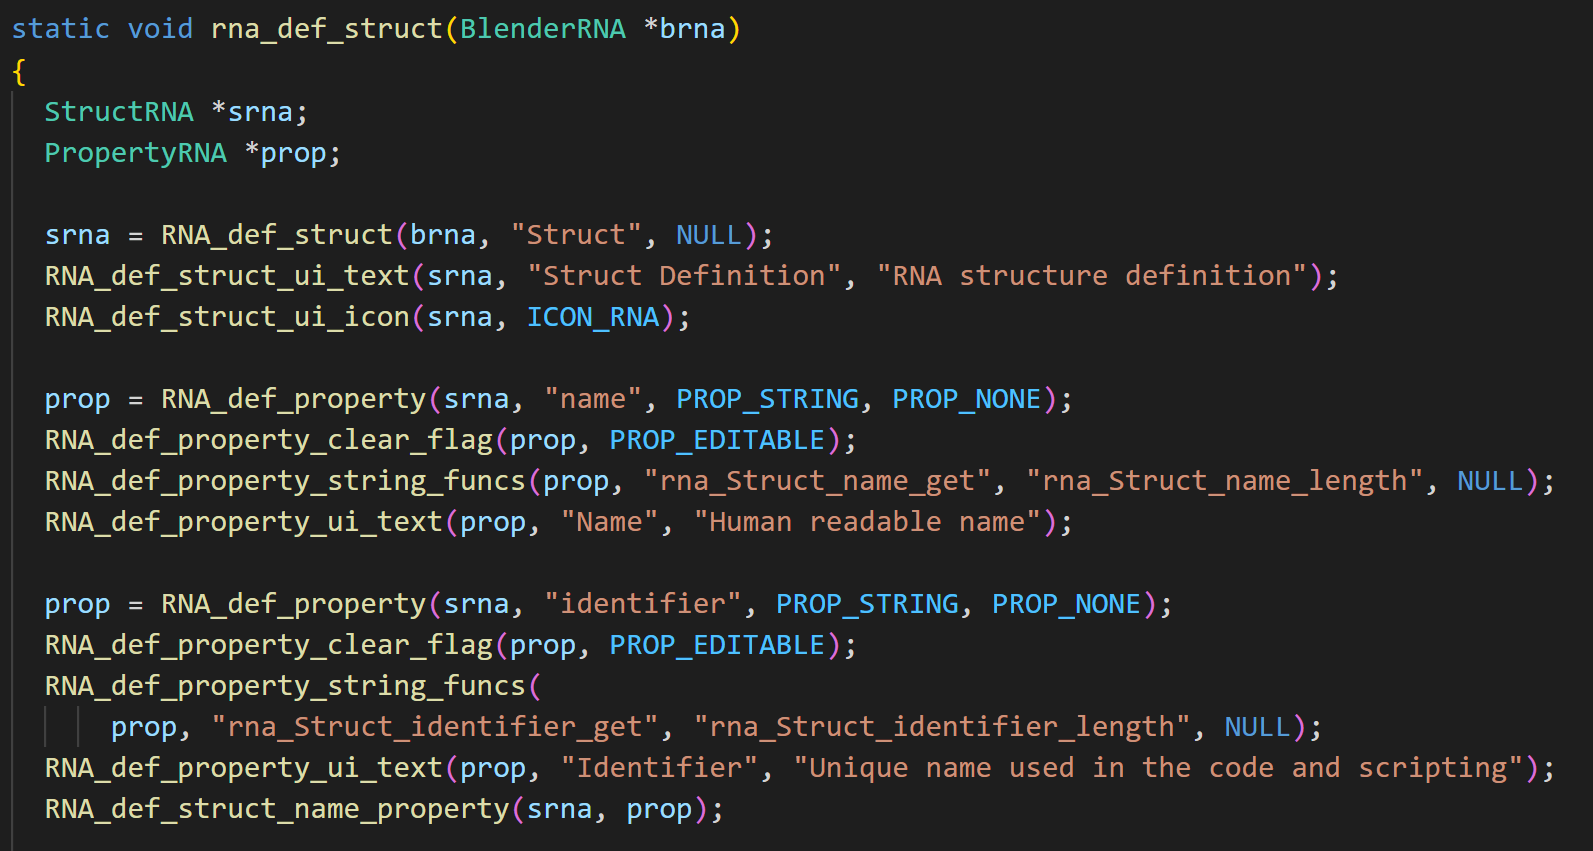 static void rna_def_struct(BlenderRNA *brna)
{
  StructRNA *srna;
  PropertyRNA *prop;

  srna = RNA_def_struct(brna, "Struct", NULL);
  RNA_def_struct_ui_text(srna, "Struct Definition", "RNA structure definition");
  RNA_def_struct_ui_icon(srna, ICON_RNA);

  prop = RNA_def_property(srna, "name", PROP_STRING, PROP_NONE);
  RNA_def_property_clear_flag(prop, PROP_EDITABLE);
  RNA_def_property_string_funcs(prop, "rna_Struct_name_get", "rna_Struct_name_length", NULL);
  RNA_def_property_ui_text(prop, "Name", "Human readable name");

  prop = RNA_def_property(srna, "identifier", PROP_STRING, PROP_NONE);
  RNA_def_property_clear_flag(prop, PROP_EDITABLE);
  RNA_def_property_string_funcs(
      prop, "rna_Struct_identifier_get", "rna_Struct_identifier_length", NULL);
  RNA_def_property_ui_text(prop, "Identifier", "Unique name used in the code and scripting");
  RNA_def_struct_name_property(srna, prop);